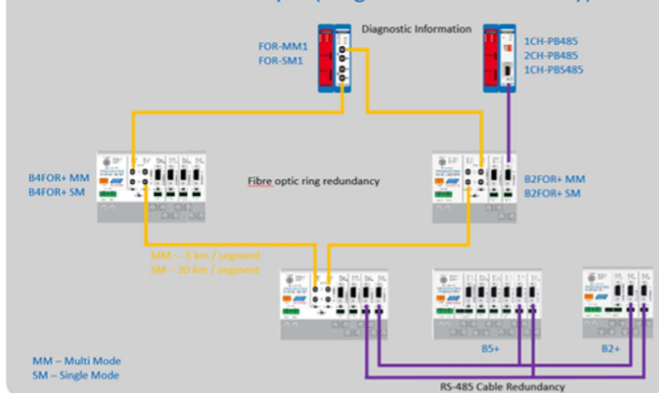 Diagnostic Information
FOR-MM1
FOR-SM1
1CH-PB485
2CH-PB485
1CH-PBS485
B4FOR+ MM
B4FOR+ SM
Fibre optic ring redundancy
B2FOR+ MM
B2FOR+ SM
MM – 5 km / segment
SM – 30 km / segment
B5+
B2+
MM – Multi Mode
SM – Single Mode
RS-485 Cable Redundancy